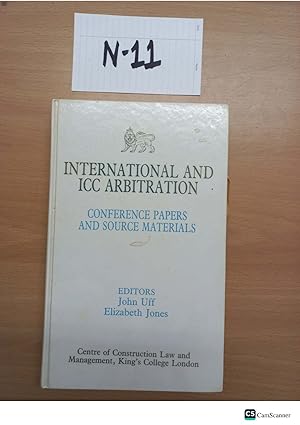 N-11
INTERNATIONAL AND
ICC ARBITRATION
CONFERENCE PAPERS
AND SOURCE MATERIALS
EDITORS
John Uff
Elizabeth Jones
Centre of Construction Law and
Management, King's College London
CS CamScanner